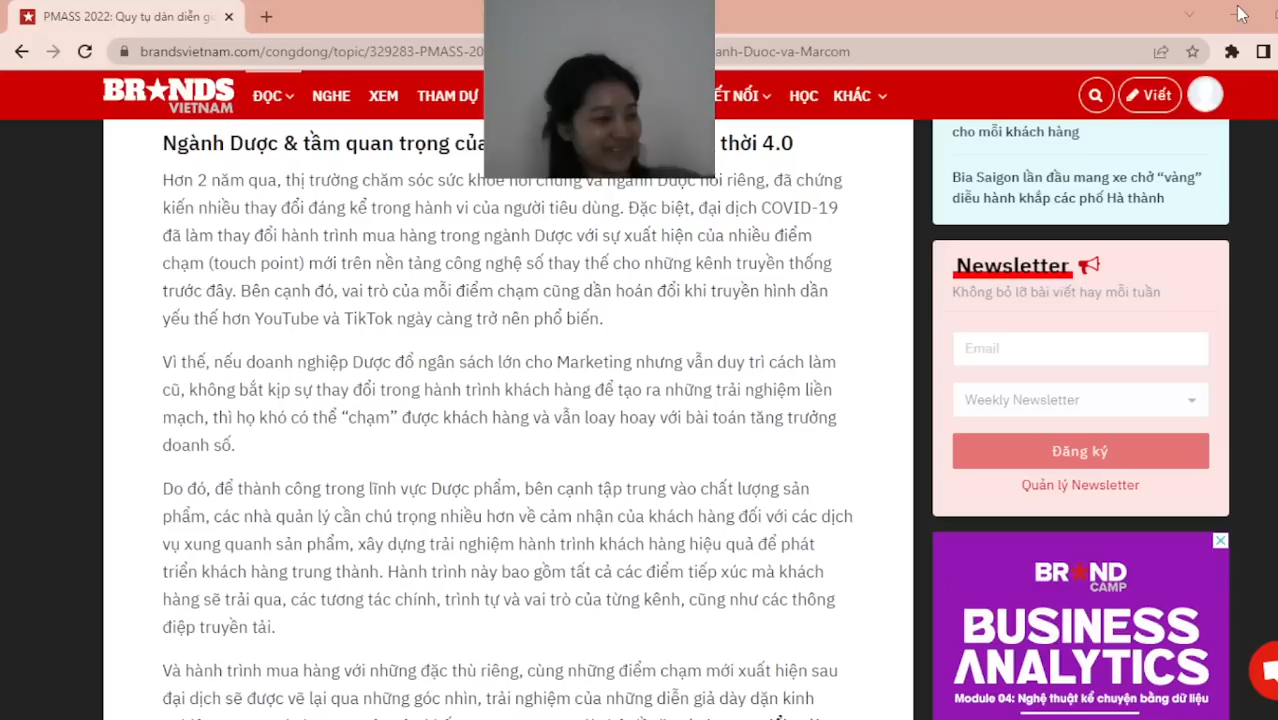 PMASS 2022: Quy tụ dàn diễn gi
brandsvietnam.com/congdong/topic/329283-PMASS-20
anh-Duoc-va-Marcom
BRANDS
VIETNAM
ĐỌC
NGHE
XEM
THAM DỰ
ẾT NỐI
HỌC
KHÁC
Viết
Ngành Dược & tầm quan trọng của
thời 4.0
Hơn 2 năm qua, thị trường chăm sóc sức khỏe nói chung và ngành Dược nói riêng, đã chứng
kiến nhiều thay đổi đáng kể trong hành vi của người tiêu dùng. Đặc biệt, đại dịch COVID-19
đã làm thay đổi hành trình mua hàng trong ngành Dược với sự xuất hiện của nhiều điểm
chạm (touch point) mới trên nền tảng công nghệ số thay thế cho những kênh truyền thống
trước đây. Bên cạnh đó, vai trò của mỗi điểm chạm cũng dần hoán đổi khi truyền hình dần
yếu thế hơn YouTube và TikTok ngày càng trở nên phổ biến.
Vì thế, nếu doanh nghiệp Dược đổ ngân sách lớn cho Marketing nhưng vẫn duy trì cách làm
cũ, không bắt kịp sự thay đổi trong hành trình khách hàng để tạo ra những trải nghiệm liền
mạch, thì họ khó có thể “chạm” được khách hàng và vẫn loay hoay với bài toán tăng trưởng
doanh số.
Do đó, để thành công trong lĩnh vực Dược phẩm, bên cạnh tập trung vào chất lượng sản
phẩm, các nhà quản lý cần chú trọng nhiều hơn về cảm nhận của khách hàng đối với các dịch
vụ xung quanh sản phẩm, xây dựng trải nghiệm hành trình khách hàng hiệu quả để phát
triển khách hàng trung thành. Hành trình này bao gồm tất cả các điểm tiếp xúc mà khách
hàng sẽ trải qua, các tương tác chính, trình tự và vai trò của từng kênh, cũng như các thông
điệp truyền tải.
Và hành trình mua hàng với những đặc thù riêng, cùng những điểm chạm mới xuất hiện sau
đại dịch sẽ được vẽ lại qua những góc nhìn, trải nghiệm của những diễn giả dày dặn kinh
cho mỗi khách hàng
Bia Saigon lần đầu mang xe chở “vàng”
diễu hành khắp các phố Hà thành
Newsletter
Không bỏ lỡ bài viết hay mỗi tuần
Email
Weekly Newsletter
Đăng ký
Quản lý Newsletter
BRAND
CAMP
BUSINESS
ANALYTICS
Module 04: Nghệ thuật kể chuyện bằng dữ liệu